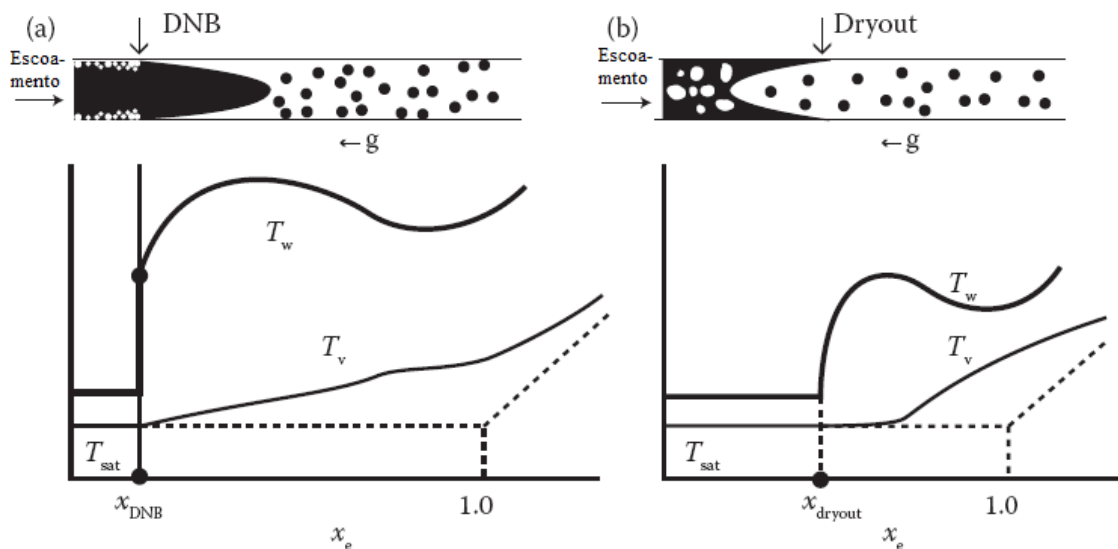 (a)
DNB
Escoa-
mento
← g
T_w
T_v
T_sat
x_DNB
1.0
x_e
(b)
Dryout
Escoa-
mento
← g
T_w
T_v
T_sat
x_dryout
1.0
x_e